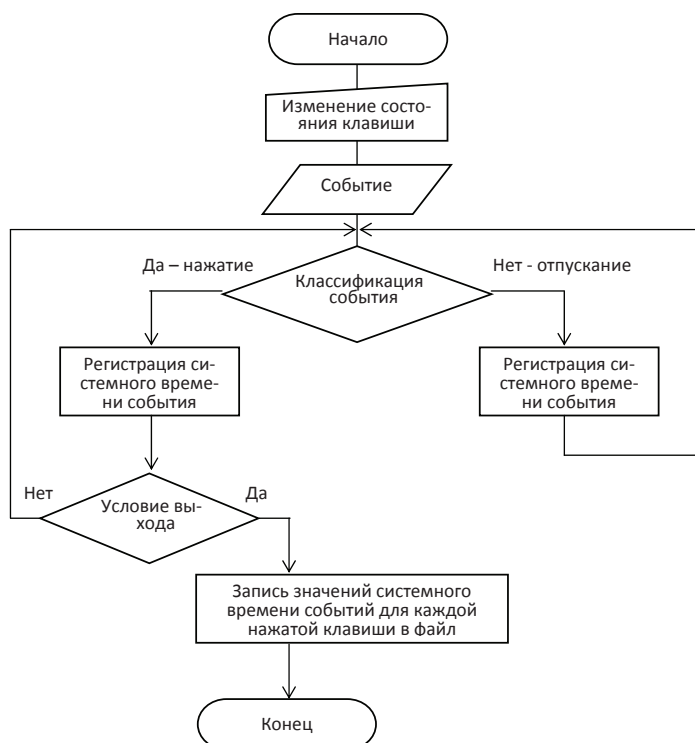 Начало
Изменение состо-
яния клавиши
Событие
Да – нажатие
Классификация
события
Нет - отпускание
Регистрация си-
стемного време-
ни события
Регистрация си-
стемного време-
ни события
Нет
Условие вы-
хода
Да
Запись значений системного
времени событий для каждой
нажатой клавиши в файл
Конец